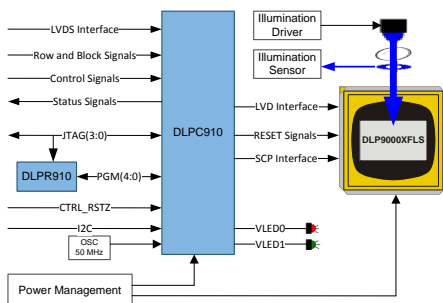 Illumination
Driver
LVDS Interface
Row and Block Signals
Illumination
Sensor
Control Signals
Status Signals
DLPC910
LVD Interface
JTAG(3:0)
RESET Signals
DLP9000XFLS
DLPR910
PGM(4:0)
SCP Interface
CTRL_RSTZ
I2C
VLED0
OSC
50 MHz
VLED1
Power Management